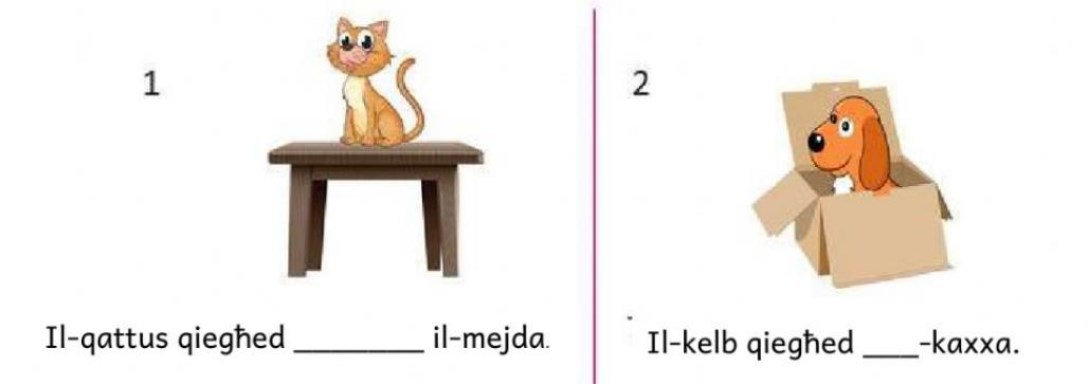 1
Il-qattus qiegħed ________ il-mejda.
2
Il-kelb qiegħed ____-kaxxa.